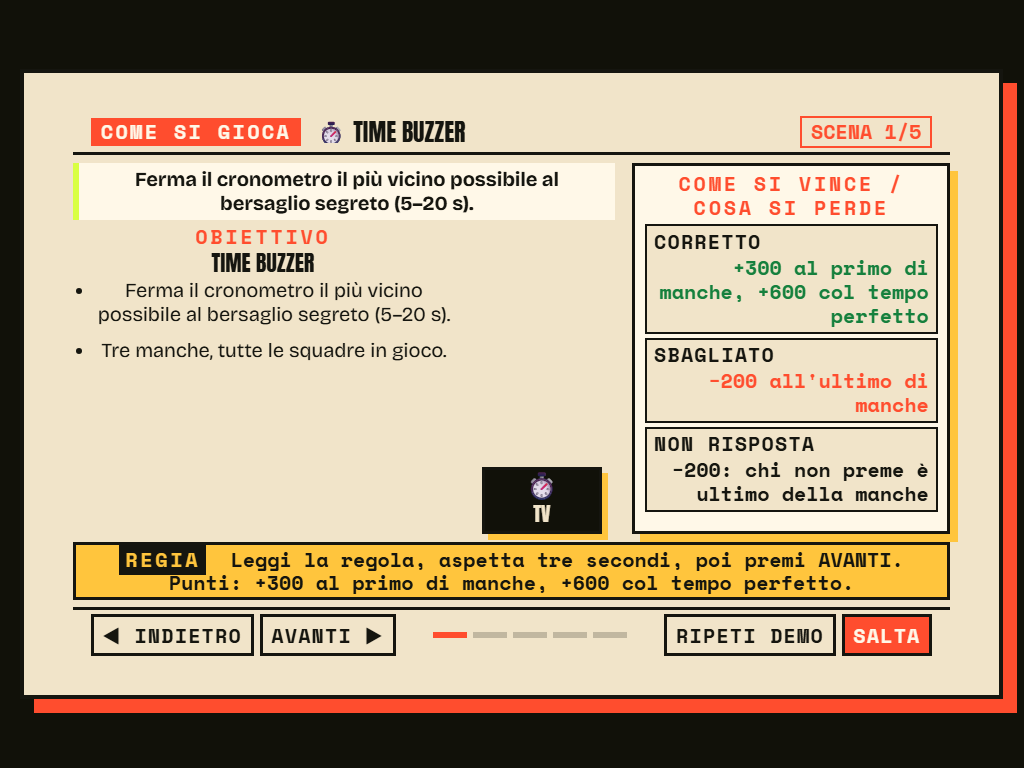 COME SI GIOCA
TIME BUZZER
SCENA 1/5
Ferma il cronometro il più vicino possibile al
bersaglio segreto (5–20 s).
OBIETTIVO
TIME BUZZER
• Ferma il cronometro il più vicino
possibile al bersaglio segreto (5–20 s).
• Tre manche, tutte le squadre in gioco.
TV
COME SI VINCE /
COSA SI PERDE
CORRETTO
+300 al primo di
manche, +600 col tempo
perfetto
SBAGLIATO
−200 all'ultimo di
manche
NON RISPOSTA
−200: chi non preme è
ultimo della manche
REGIA Leggi la regola, aspetta tre secondi, poi premi AVANTI.
Punti: +300 al primo di manche, +600 col tempo perfetto.
◀ INDIETRO
AVANTI ▶
RIPETI DEMO
SALTA